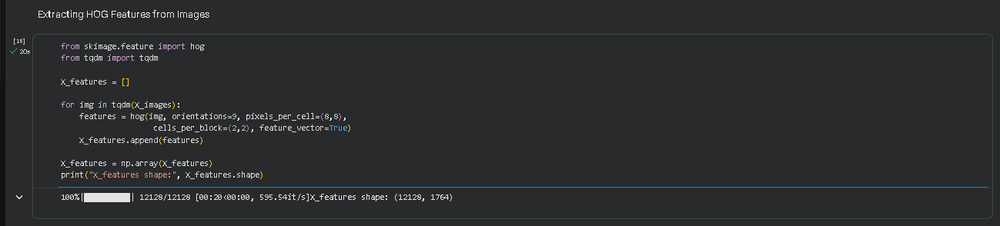 Extracting HOG Features from Images
[15]
20s
from skimage.feature import hog
from tqdm import tqdm
X_features = []
for img in tqdm(X_images):
features = hog(img, orientations=9, pixels_per_cell=(8,8),
cells_per_block=(2,2), feature_vector=True)
X_features.append(features)
X_features = np.array(X_features)
print("X_features shape:", X_features.shape)
100%|██████████| 12128/12128 [00:20<00:00, 595.54it/s]X_features shape: (12128, 1764)